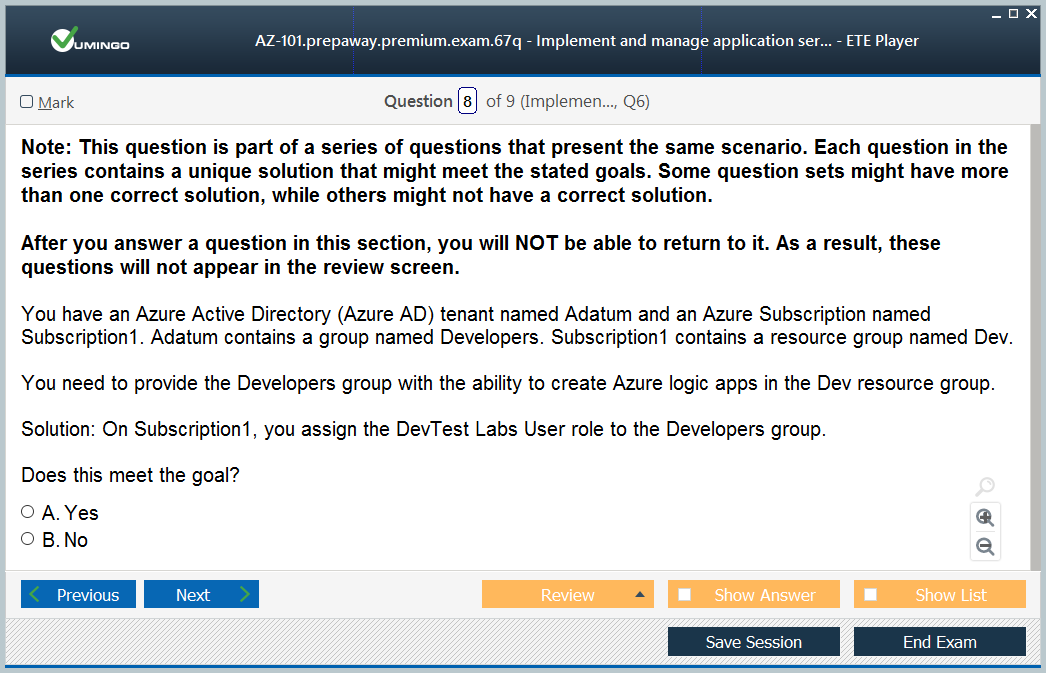 VUMINGO
AZ-101.prepaway.premium.exam.67q - Implement and manage application ser... - ETE Player
Mark
Question 8 of 9 (Implemen..., Q6)
Note: This question is part of a series of questions that present the same scenario. Each question in the
series contains a unique solution that might meet the stated goals. Some question sets might have more
than one correct solution, while others might not have a correct solution.
After you answer a question in this section, you will NOT be able to return to it. As a result, these
questions will not appear in the review screen.
You have an Azure Active Directory (Azure AD) tenant named Adatum and an Azure Subscription named
Subscription1. Adatum contains a group named Developers. Subscription1 contains a resource group named Dev.
You need to provide the Developers group with the ability to create Azure logic apps in the Dev resource group.
Solution: On Subscription1, you assign the DevTest Labs User role to the Developers group.
Does this meet the goal?
A. Yes
B. No
Previous Next Review Show Answer Show List
Save Session End Exam